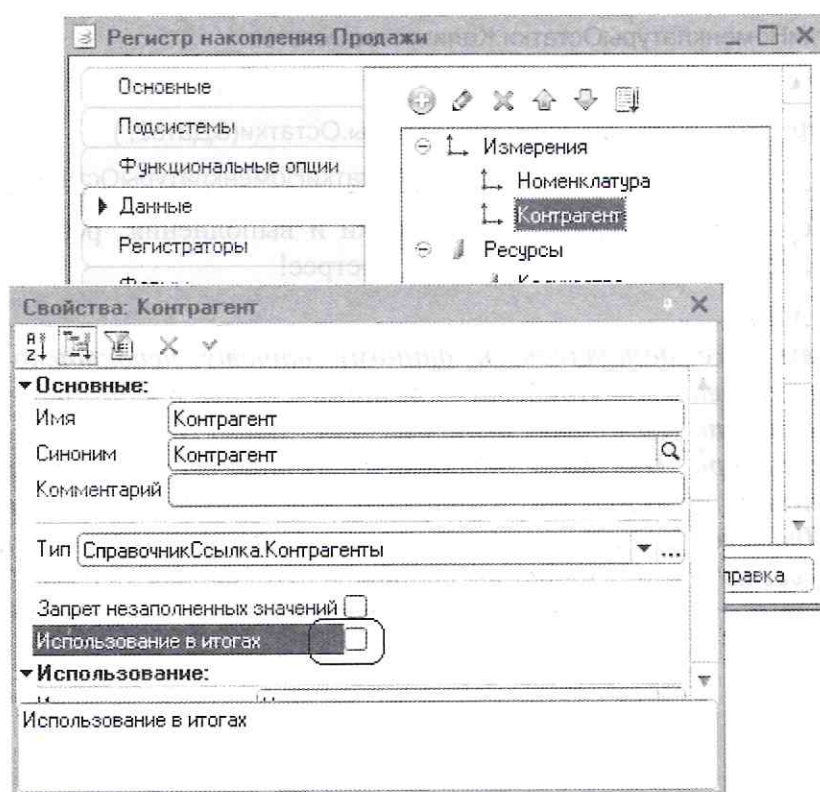 Регистр накопления Продажи
Основные
Подсистемы
Функциональные опции
Данные
Регистраторы
Измерения
Номенклатура
Контрагент
Ресурсы
Количество
Свойства: Контрагент
Основные:
Имя
Контрагент
Синоним
Контрагент
Комментарий
Тип
СправочникСсылка.Контрагенты
...
правка
Запрет незаполненных значений
Использование в итогах
Использование:
Использование в итогах